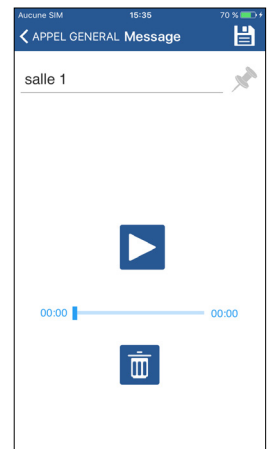 Aucune SIM 15:35 70 %
APPEL GENERAL Message
salle 1
00:00 00:00